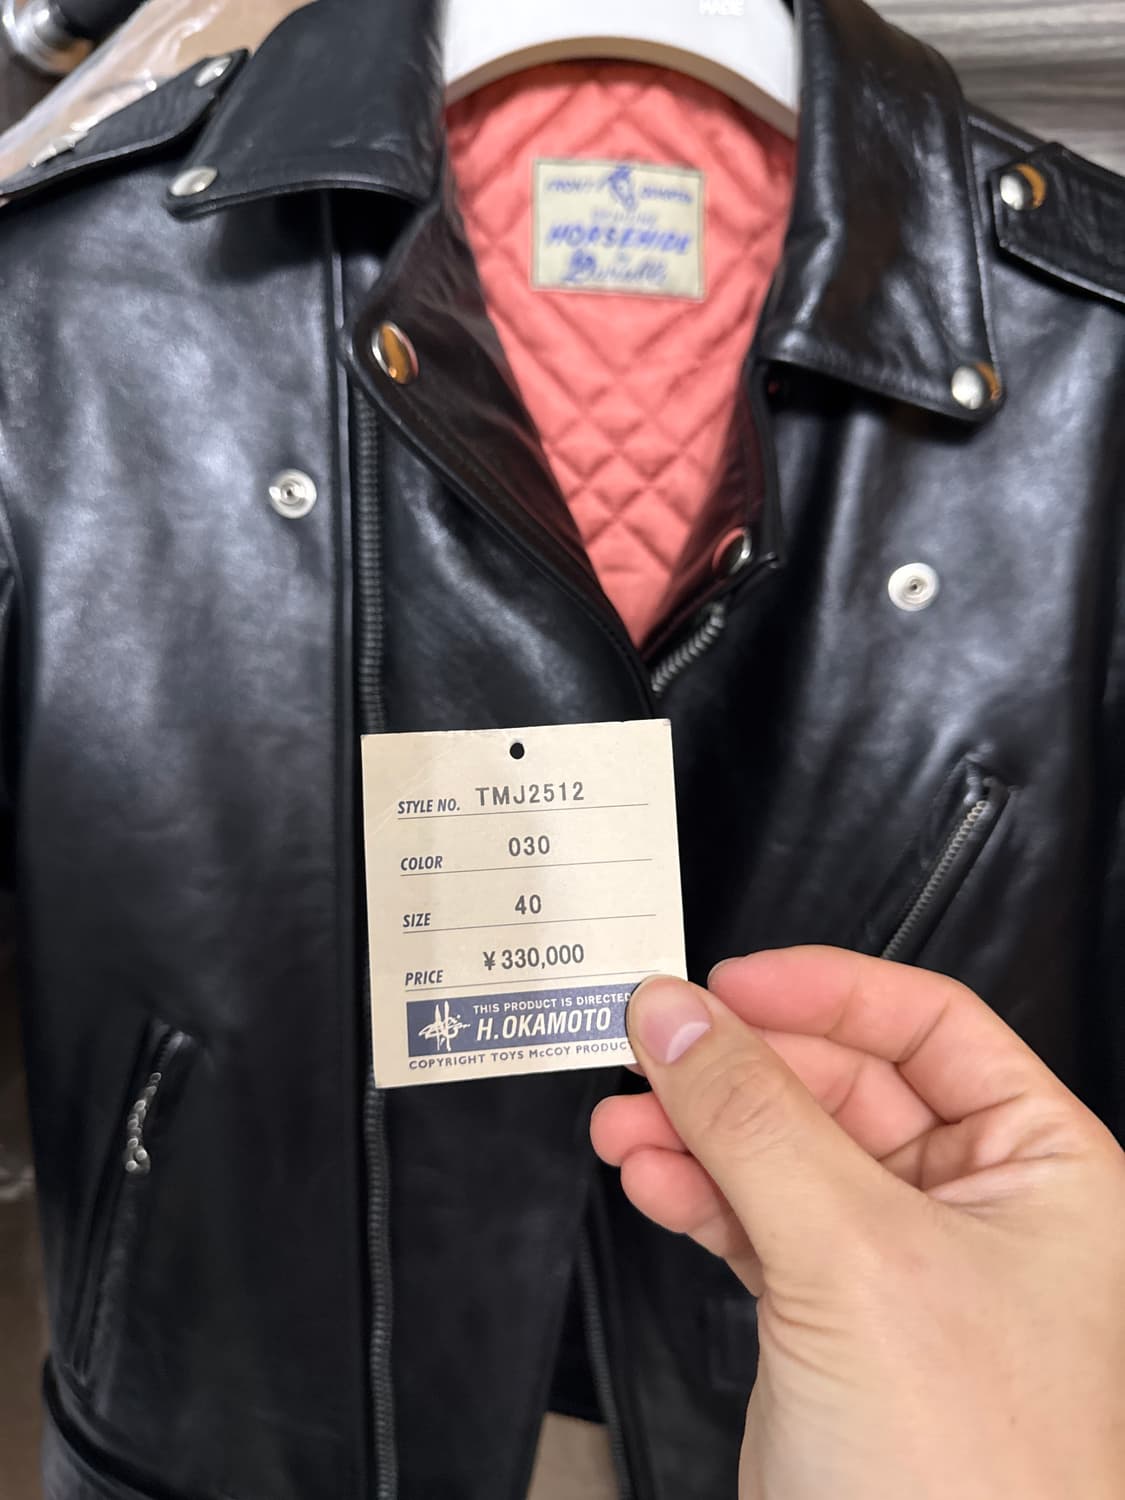 MADE
HORSEHIDE
STYLE NO. TMJ2512
COLOR 030
SIZE 40
PRICE ¥330,000
THIS PRODUCT IS DIRECTED
H.OKAMOTO
COPYRIGHT TOYS McCOY PRODUC